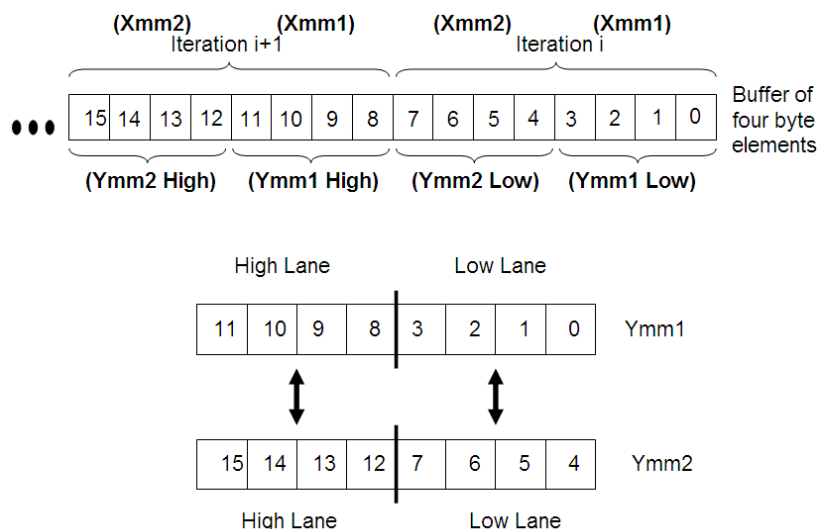 (Xmm2) (Xmm1) (Xmm2) (Xmm1)
Iteration i+1 Iteration i
15 14 13 12 11 10 9 8 7 6 5 4 3 2 1 0
Buffer of
four byte
elements
(Ymm2 High) (Ymm1 High) (Ymm2 Low) (Ymm1 Low)
High Lane Low Lane
11 10 9 8 3 2 1 0 Ymm1
15 14 13 12 7 6 5 4 Ymm2
High Lane Low Lane